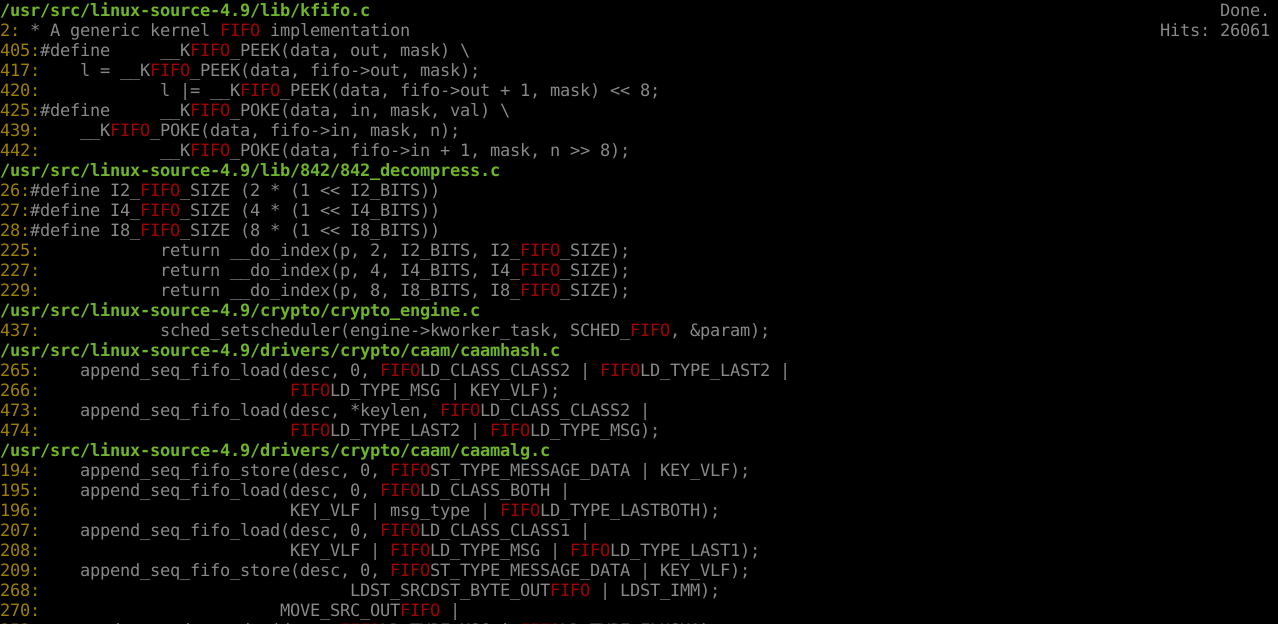 /usr/src/linux-source-4.9/lib/kfifo.c Done.
2: * A generic kernel FIFO implementation Hits: 26061
405:#define     __KFIFO_PEEK(data, out, mask) \
417:    l = __KFIFO_PEEK(data, fifo->out, mask);
420:            l |= __KFIFO_PEEK(data, fifo->out + 1, mask) << 8;
425:#define     __KFIFO_POKE(data, in, mask, val) \
439:    __KFIFO_POKE(data, fifo->in, mask, n);
442:            __KFIFO_POKE(data, fifo->in + 1, mask, n >> 8);
/usr/src/linux-source-4.9/lib/842/842_decompress.c
26:#define I2_FIFO_SIZE (2 * (1 << I2_BITS))
27:#define I4_FIFO_SIZE (4 * (1 << I4_BITS))
28:#define I8_FIFO_SIZE (8 * (1 << I8_BITS))
225:            return __do_index(p, 2, I2_BITS, I2_FIFO_SIZE);
227:            return __do_index(p, 4, I4_BITS, I4_FIFO_SIZE);
229:            return __do_index(p, 8, I8_BITS, I8_FIFO_SIZE);
/usr/src/linux-source-4.9/crypto/crypto_engine.c
437:            sched_setscheduler(engine->kworker_task, SCHED_FIFO, &param);
/usr/src/linux-source-4.9/drivers/crypto/caam/caamhash.c
265:    append_seq_fifo_load(desc, 0, FIFOLD_CLASS_CLASS2 | FIFOLD_TYPE_LAST2 |
266:                         FIFOLD_TYPE_MSG | KEY_VLF);
473:    append_seq_fifo_load(desc, *keylen, FIFOLD_CLASS_CLASS2 |
474:                         FIFOLD_TYPE_LAST2 | FIFOLD_TYPE_MSG);
/usr/src/linux-source-4.9/drivers/crypto/caam/caamalg.c
194:    append_seq_fifo_store(desc, 0, FIFOST_TYPE_MESSAGE_DATA | KEY_VLF);
195:    append_seq_fifo_load(desc, 0, FIFOLD_CLASS_BOTH |
196:                         KEY_VLF | msg_type | FIFOLD_TYPE_LASTBOTH);
207:    append_seq_fifo_load(desc, 0, FIFOLD_CLASS_CLASS1 |
208:                         KEY_VLF | FIFOLD_TYPE_MSG | FIFOLD_TYPE_LAST1);
209:    append_seq_fifo_store(desc, 0, FIFOST_TYPE_MESSAGE_DATA | KEY_VLF);
268:                               LDST_SRCDST_BYTE_OUTFIFO | LDST_IMM);
270:                        MOVE_SRC_OUTFIFO |